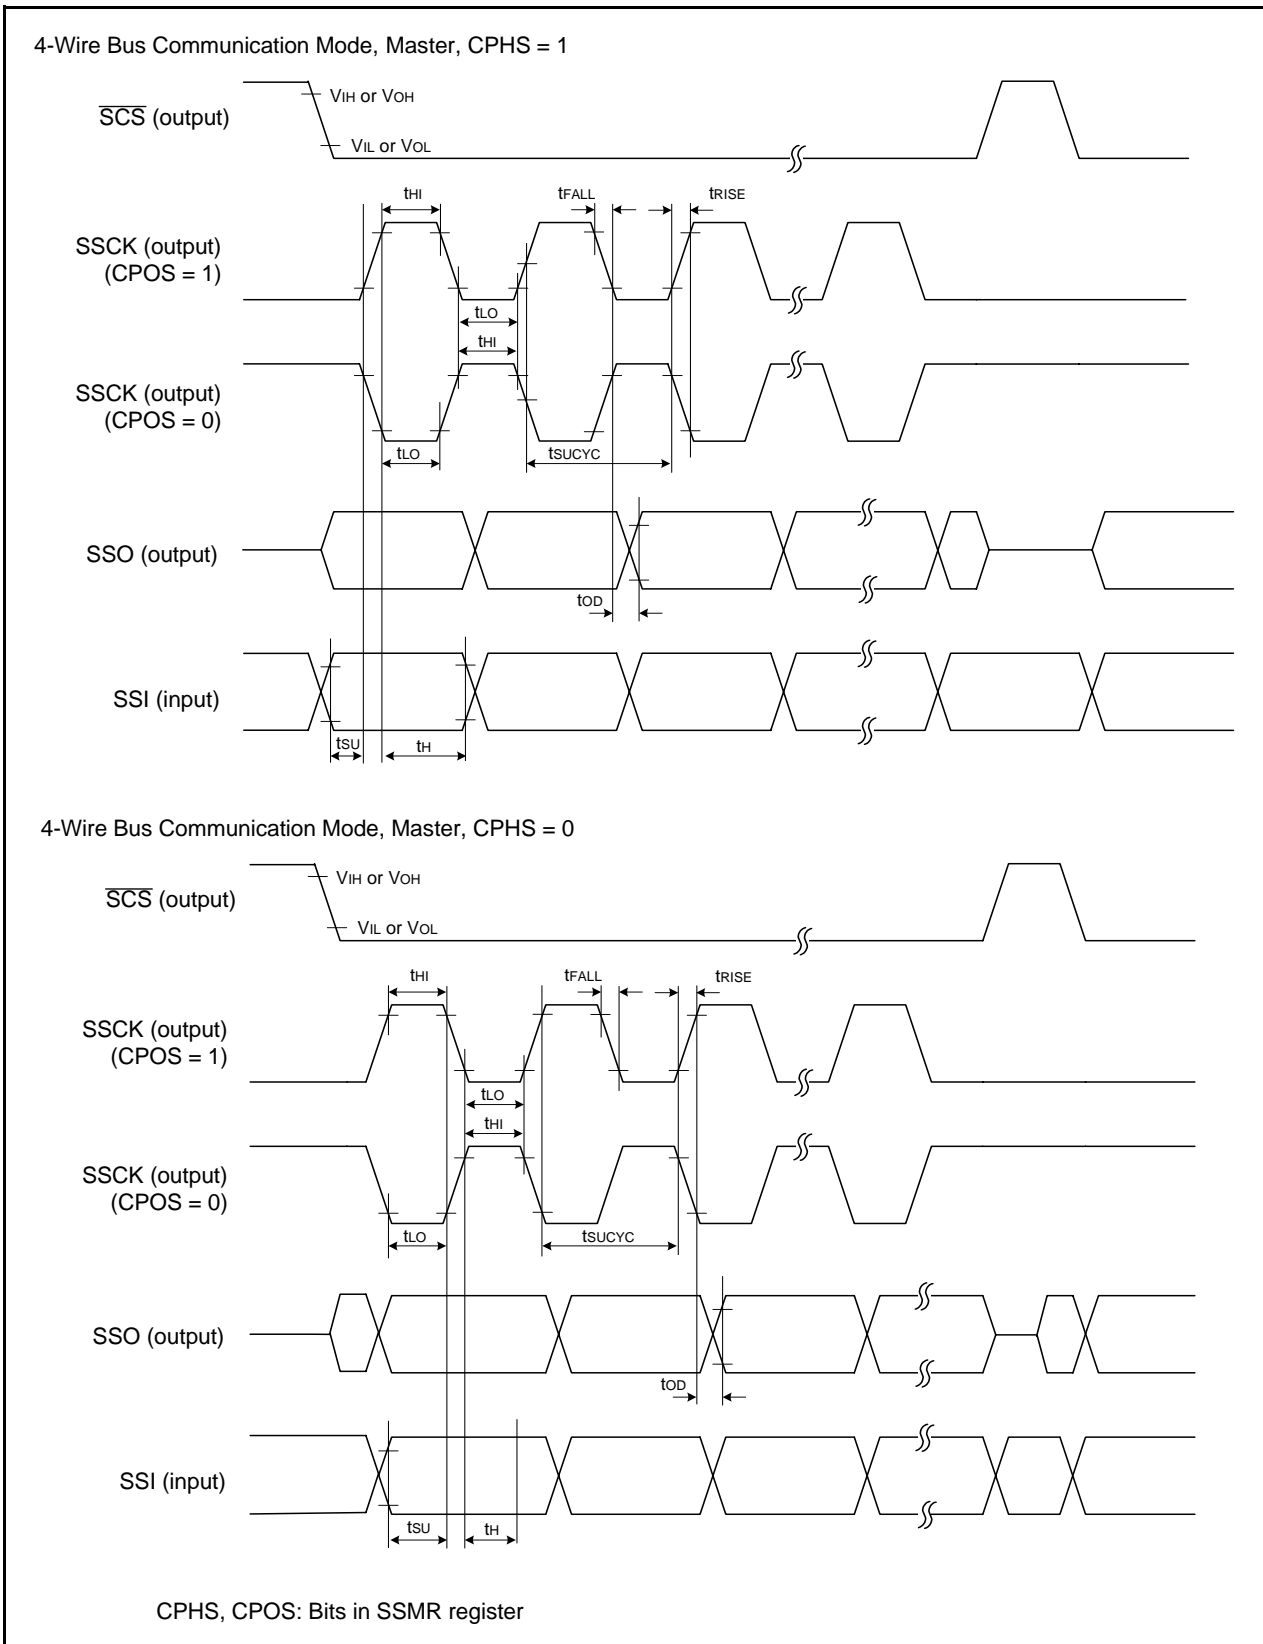 4-Wire Bus Communication Mode, Master, CPHS = 1
VIH or VOH
SCS (output)
VIL or VOL
tHI
tFALL
tRISE
SSCK (output)
(CPOS = 1)
tLO
tHI
SSCK (output)
(CPOS = 0)
tLO
tSUCYC
SSO (output)
tOD
SSI (input)
tSU
tH
4-Wire Bus Communication Mode, Master, CPHS = 0
VIH or VOH
SCS (output)
VIL or VOL
tHI
tFALL
tRISE
SSCK (output)
(CPOS = 1)
tLO
tHI
SSCK (output)
(CPOS = 0)
tLO
tSUCYC
SSO (output)
tOD
SSI (input)
tSU
tH
CPHS, CPOS: Bits in SSMR register